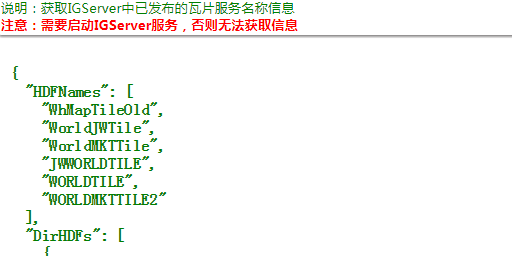 说明：获取IGServer中已发布的瓦片服务名称信息
注意：需要启动IGServer服务，否则无法获取信息
{
"HDFNames": [
"WhMapTileOld",
"WorldJWTile",
"WorldMKTTile",
"JWWORLDTILE",
"WORLDTILE",
"WORLDMKTTILE2"
],
"DirHDFs": [
{